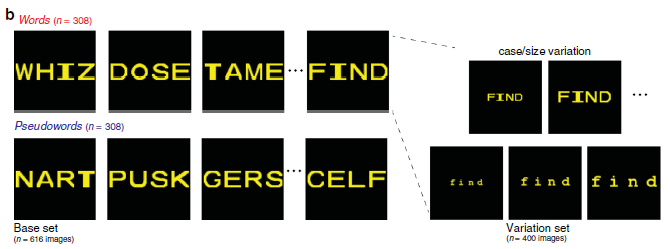 b
Words (n = 308)
WHIZ DOSE TAME ... FIND
Pseudowords (n = 308)
NART PUSK GERS ... CELF
Base set
(n = 616 images)
case/size variation
FIND FIND ...
find find find
Variation set
(n = 400 images)